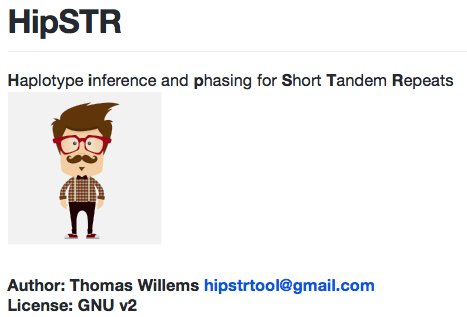 HipSTR
Haplotype inference and phasing for Short Tandem Repeats
Author: Thomas Willems hipstrtool@gmail.com
License: GNU v2